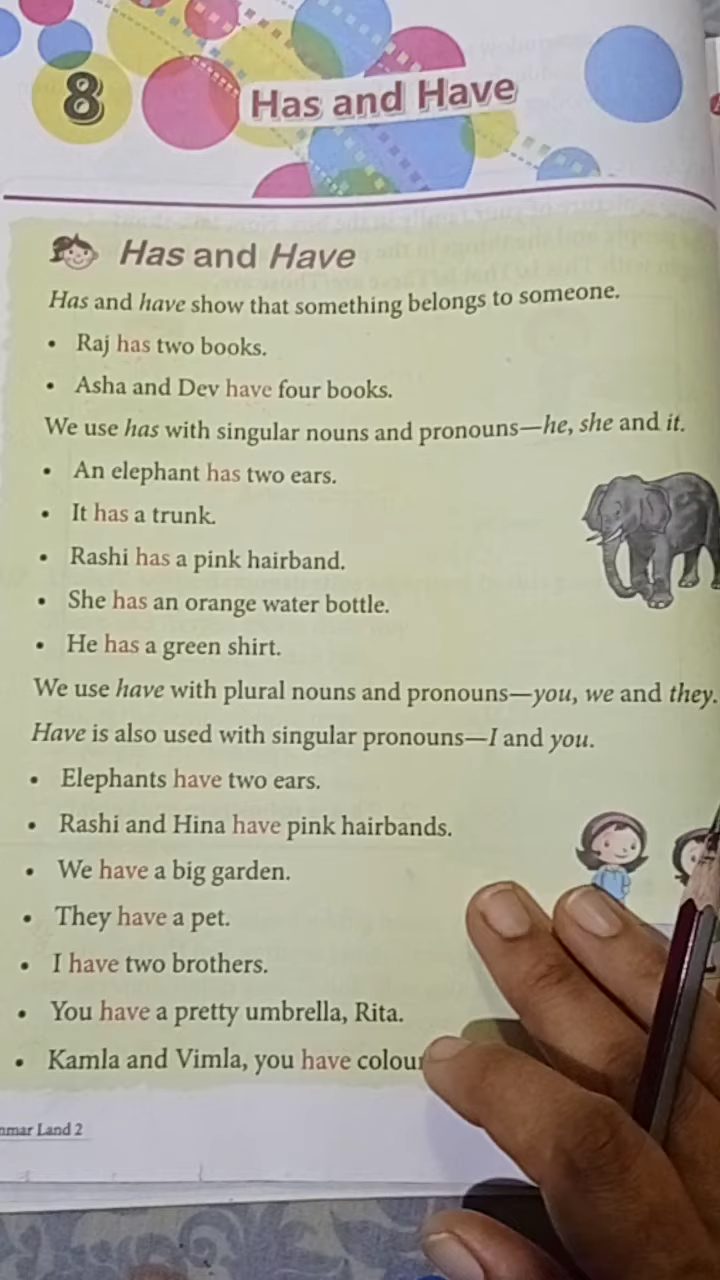 8
Has and Have
Has and Have
Has and have show that something belongs to someone.
• Raj has two books.
• Asha and Dev have four books.
We use has with singular nouns and pronouns—he, she and it.
• An elephant has two ears.
• It has a trunk.
• Rashi has a pink hairband.
• She has an orange water bottle.
• He has a green shirt.
We use have with plural nouns and pronouns—you, we and they.
Have is also used with singular pronouns—I and you.
• Elephants have two ears.
• Rashi and Hina have pink hairbands.
• We have a big garden.
• They have a pet.
• I have two brothers.
• You have a pretty umbrella, Rita.
• Kamla and Vimla, you have
Land 2